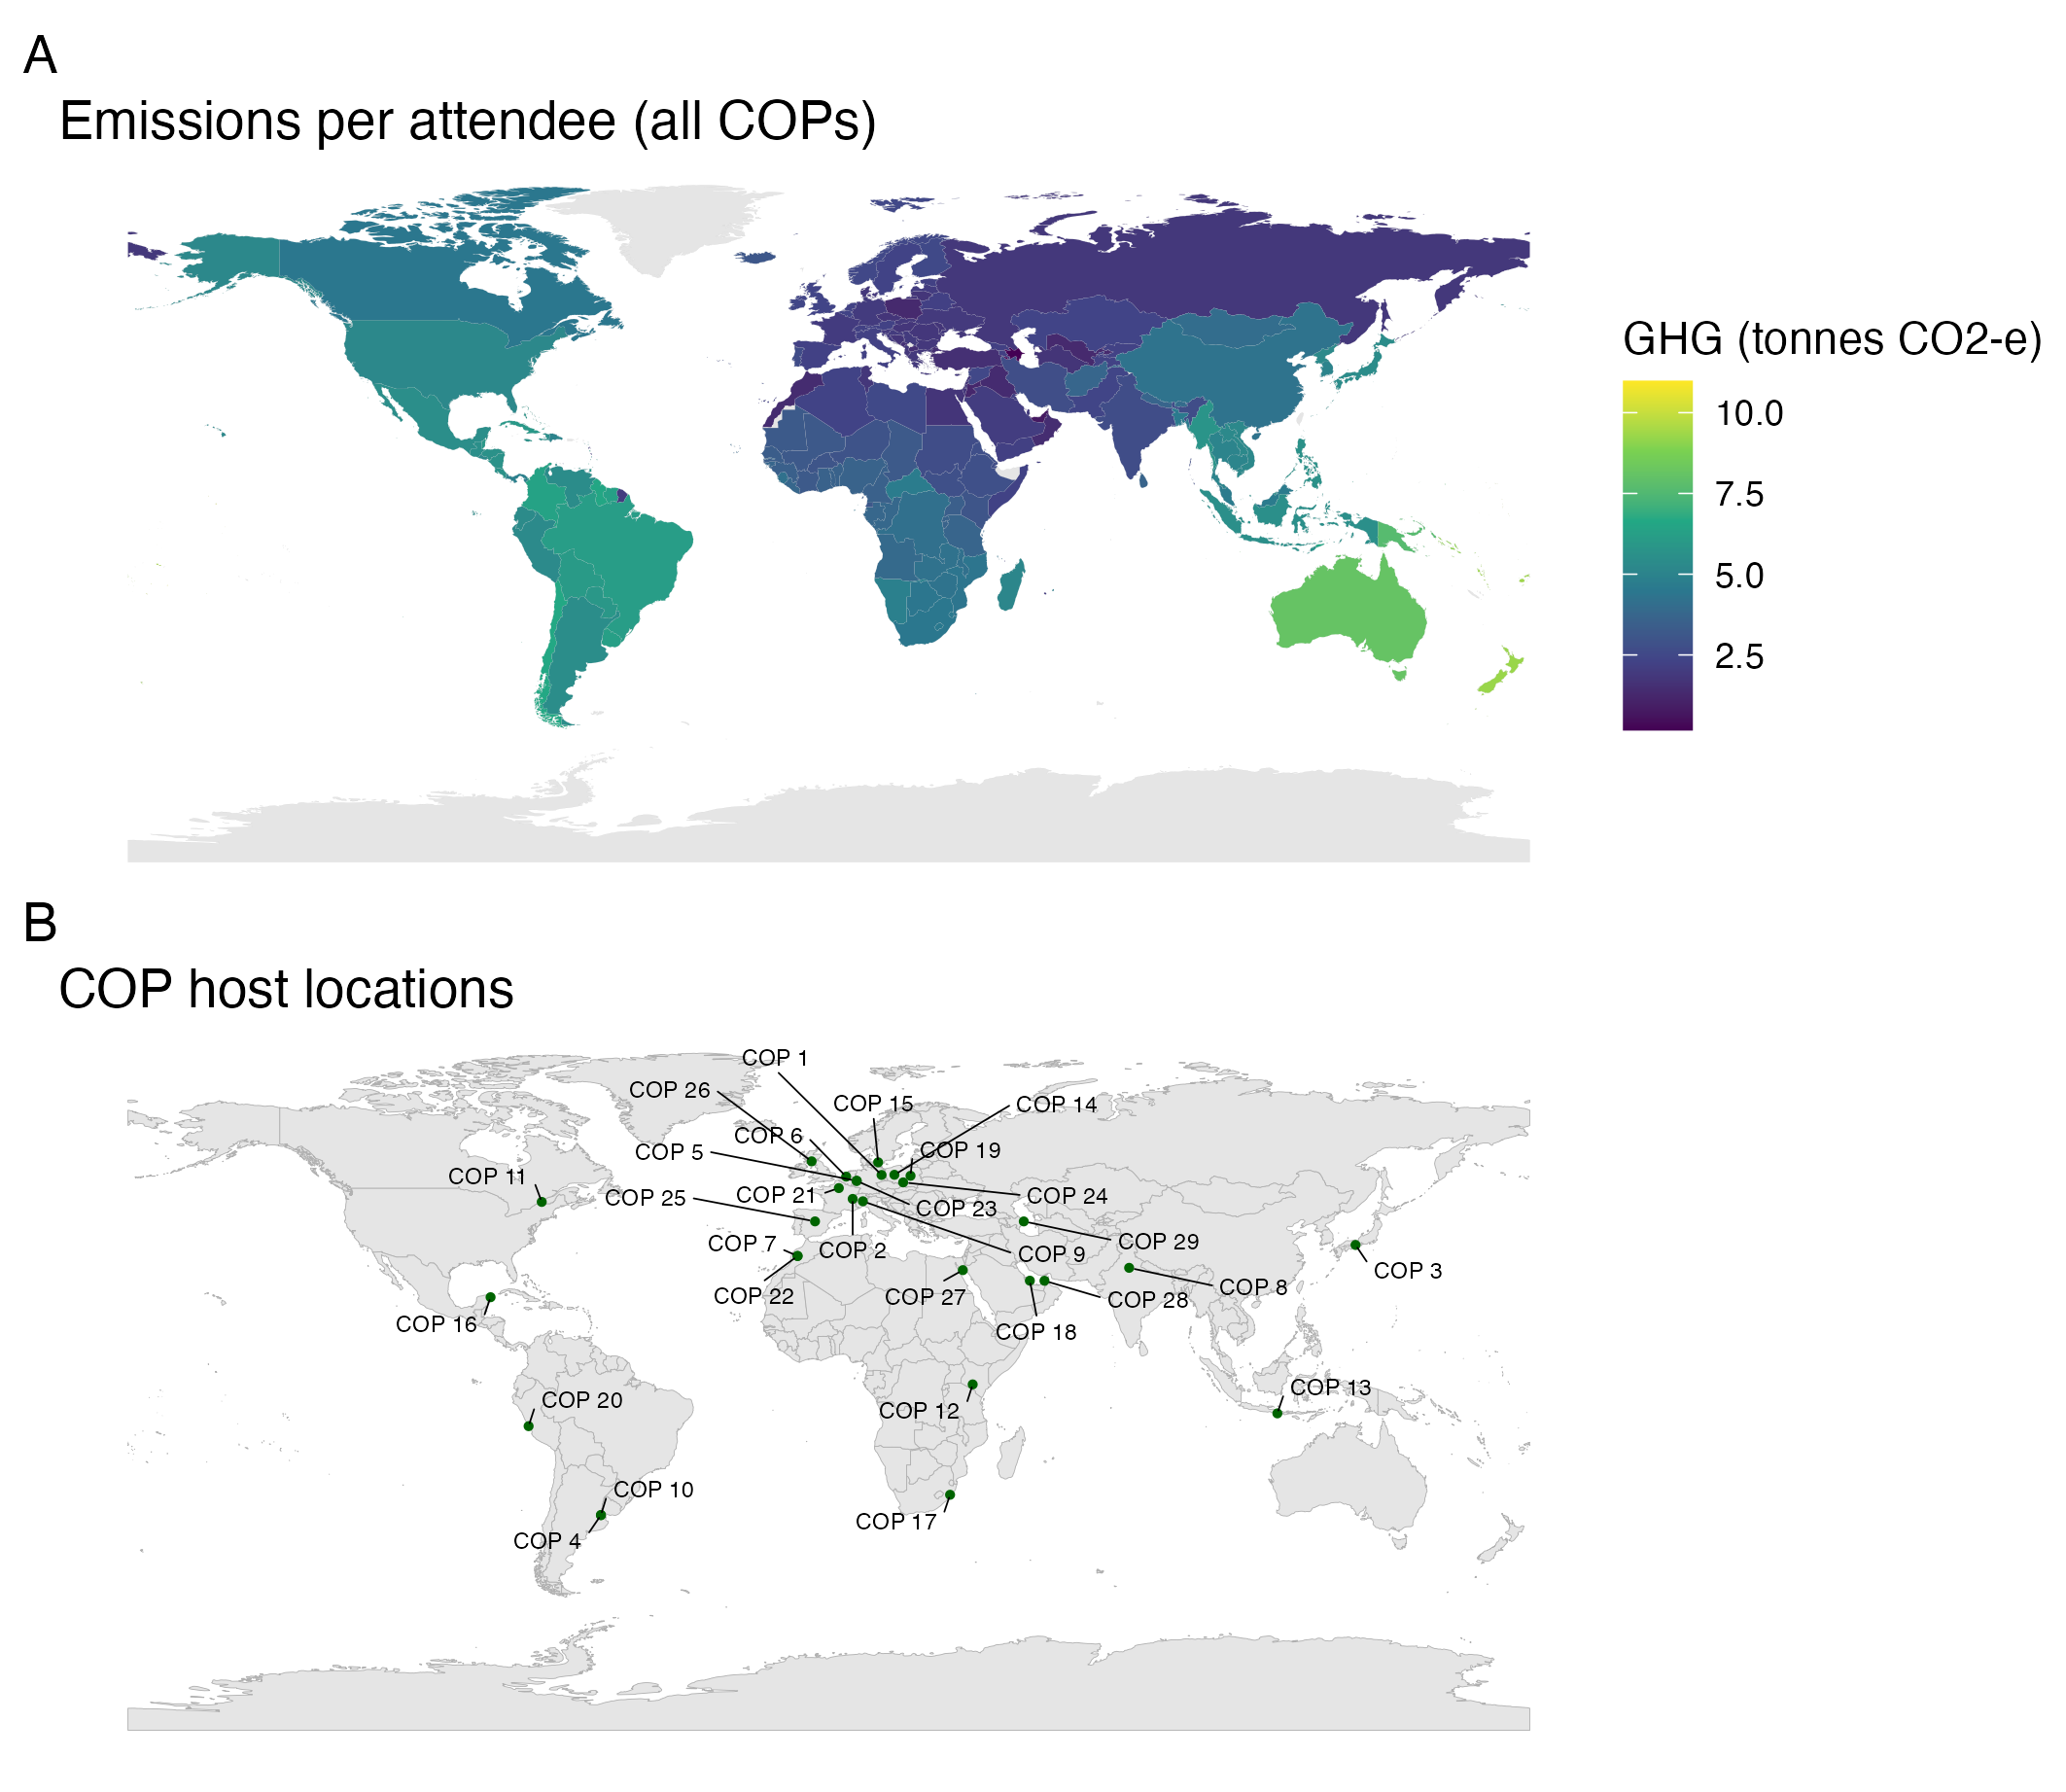 A
Emissions per attendee (all COPs)
GHG (tonnes CO2-e)
10.0
7.5
5.0
2.5
B
COP host locations
COP 1
COP 26
COP 15
COP 14
COP 6
COP 19
COP 5
COP 11
COP 25
COP 21
COP 24
COP 23
COP 7
COP 2
COP 9
COP 29
COP 3
COP 8
COP 22
COP 27
COP 28
COP 16
COP 18
COP 13
COP 20
COP 12
COP 10
COP 17
COP 4